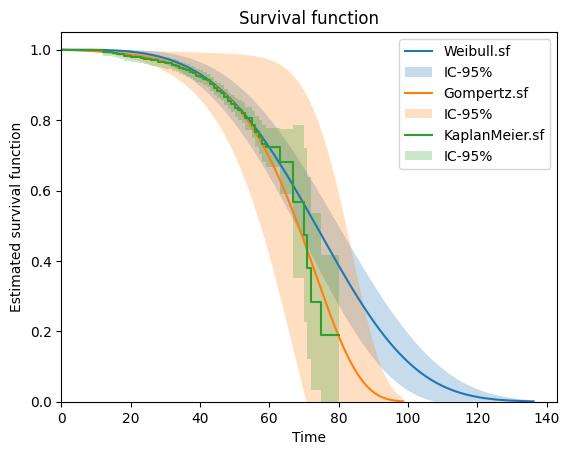 Survival function
Estimated survival function
1.0
0.8
0.6
0.4
0.2
0.0
Weibull.sf
IC-95%
Gompertz.sf
IC-95%
KaplanMeier.sf
IC-95%
0 20 40 60 80 100 120 140
Time